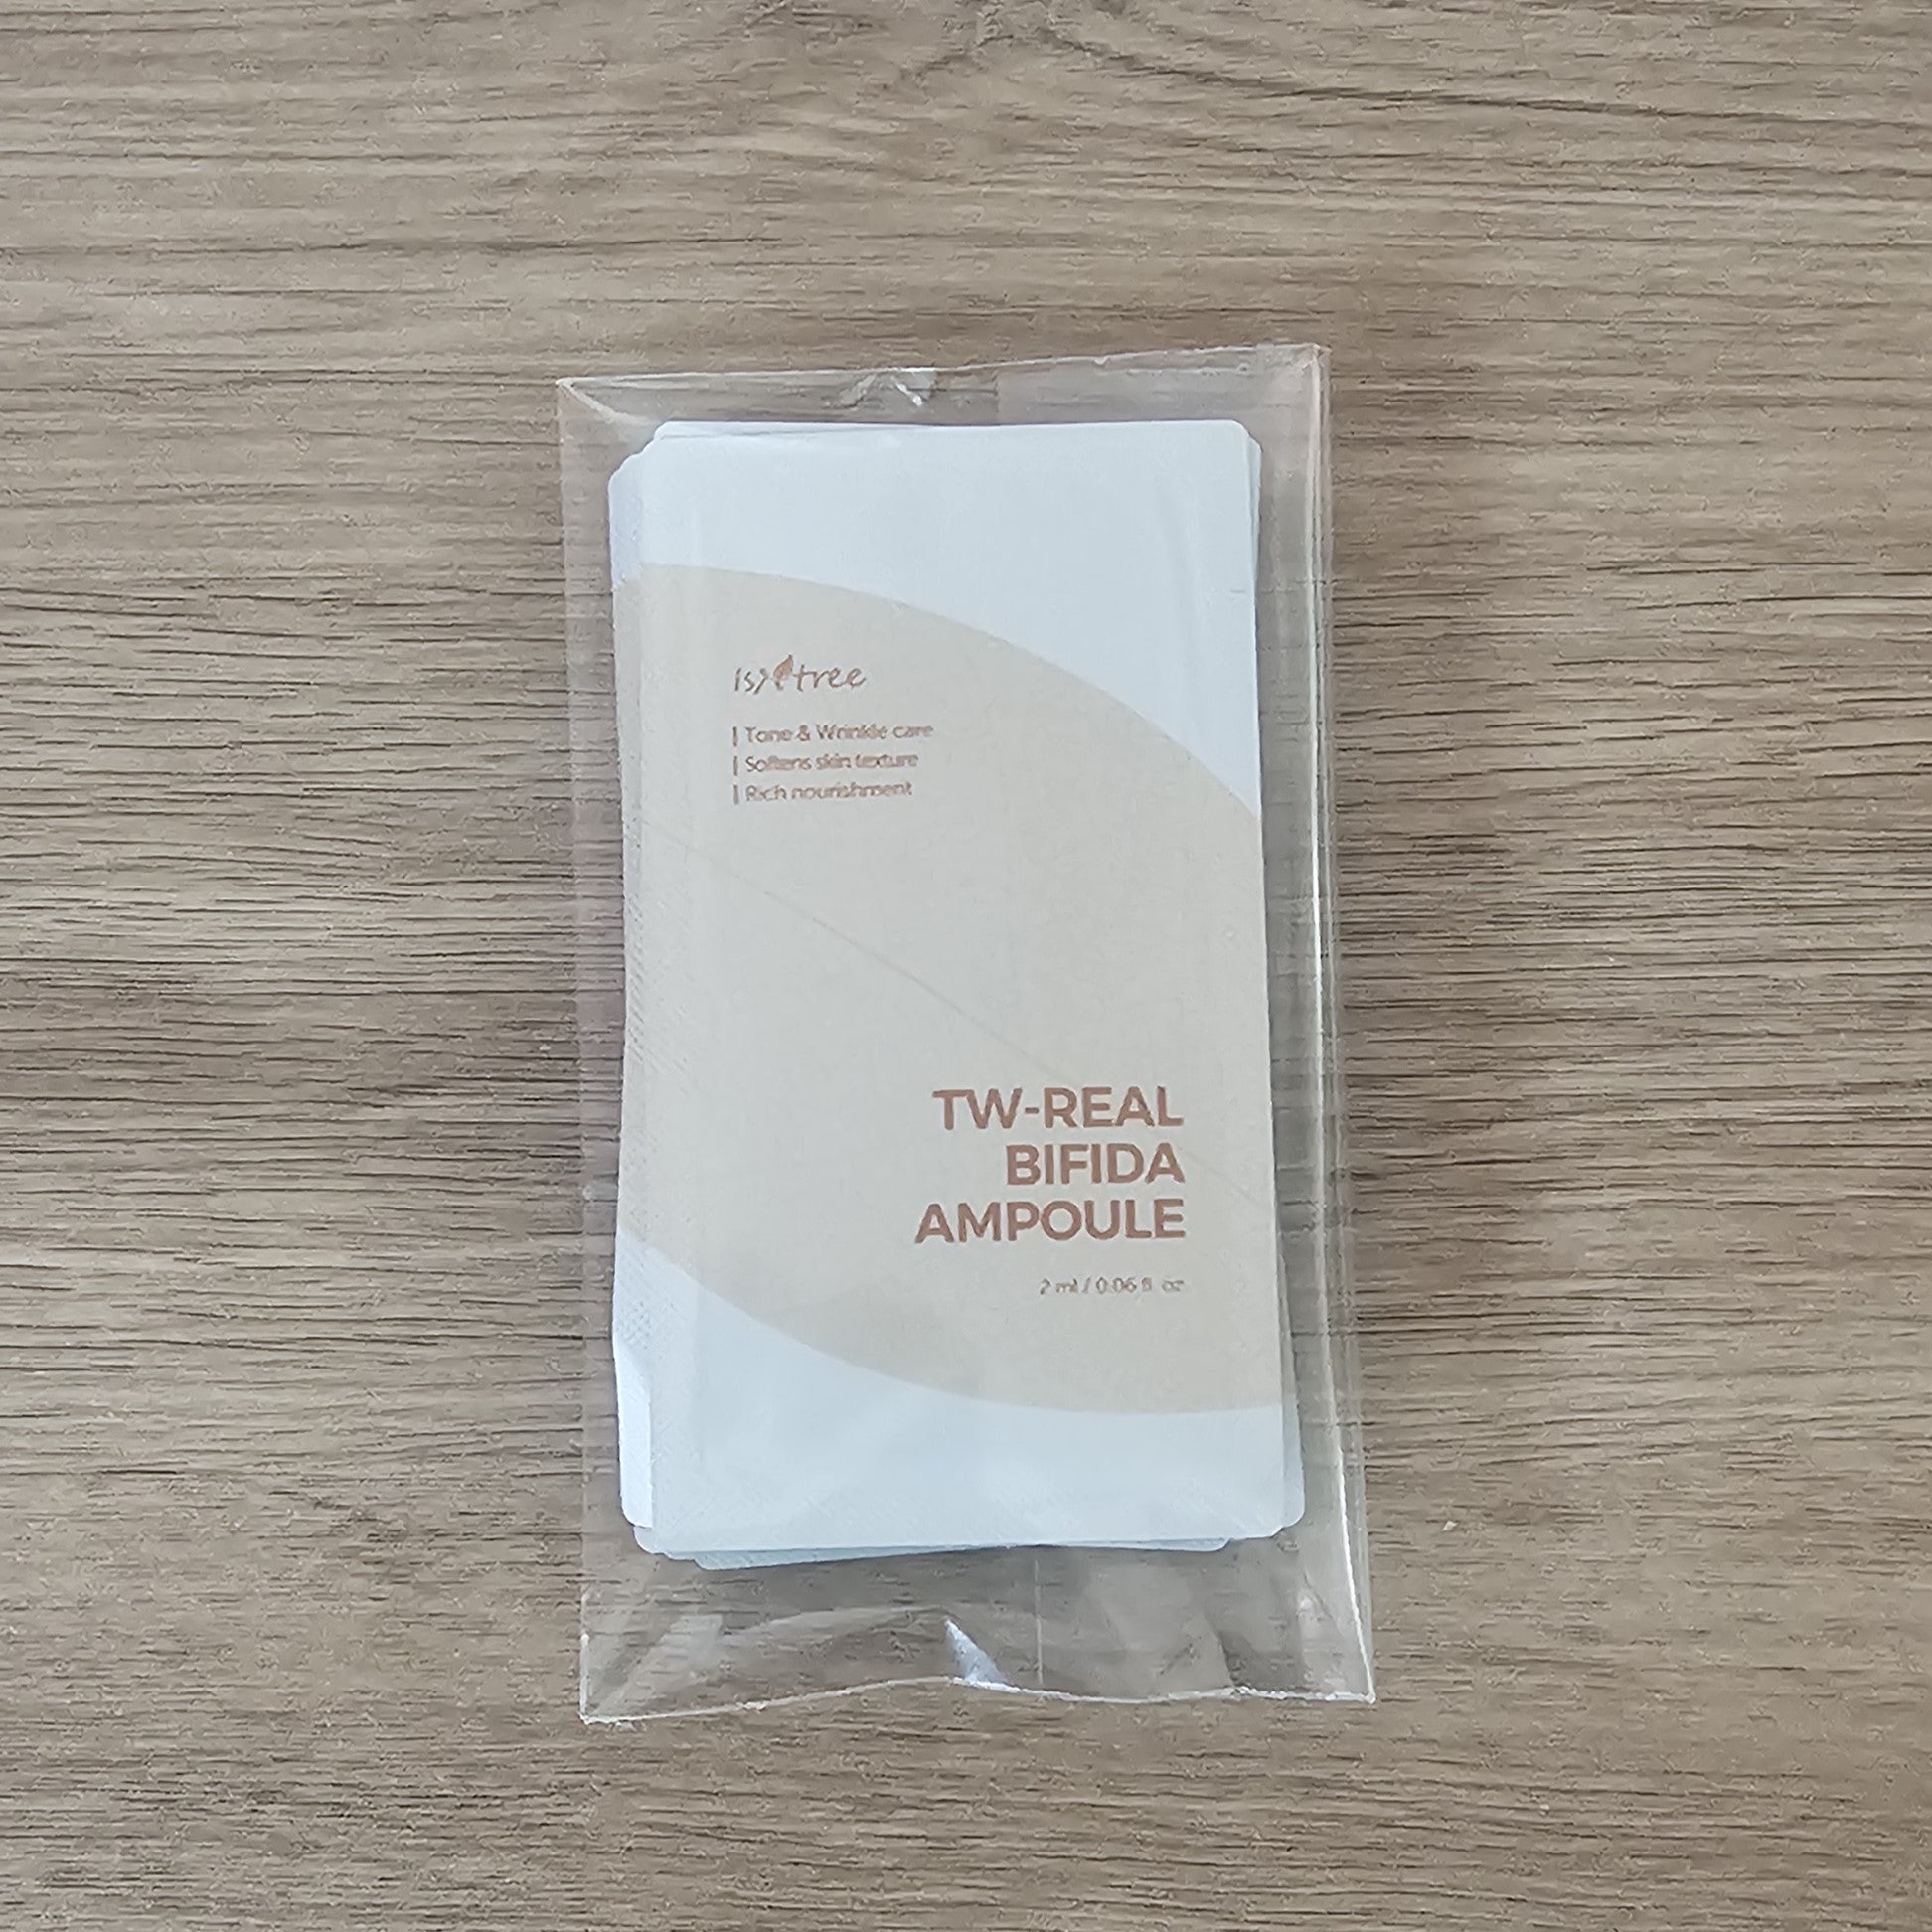 Isntree
| Tone & Wrinkle care
| Softens skin texture
| Rich nourishment
TW-REAL
BIFIDA
AMPOULE
2 ml / 0.06 fl. oz